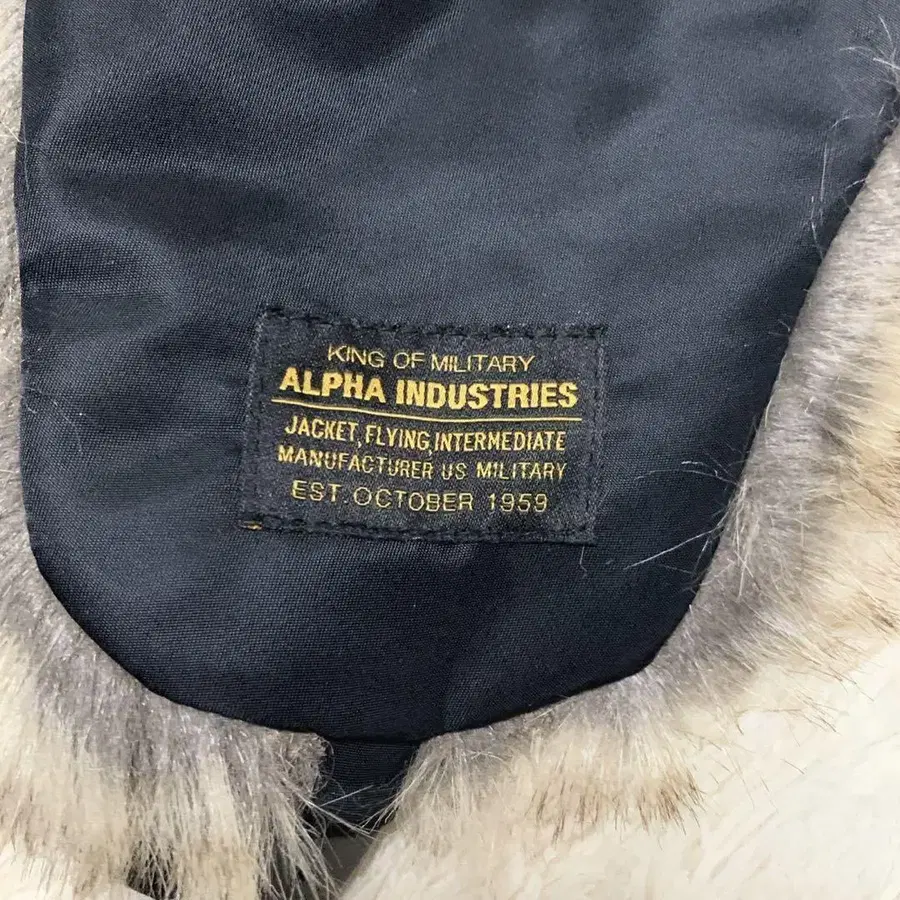 KING OF MILITARY
ALPHA INDUSTRIES
JACKET, FLYING, INTERMEDIATE
MANUFACTURER US MILITARY
EST. OCTOBER 1959